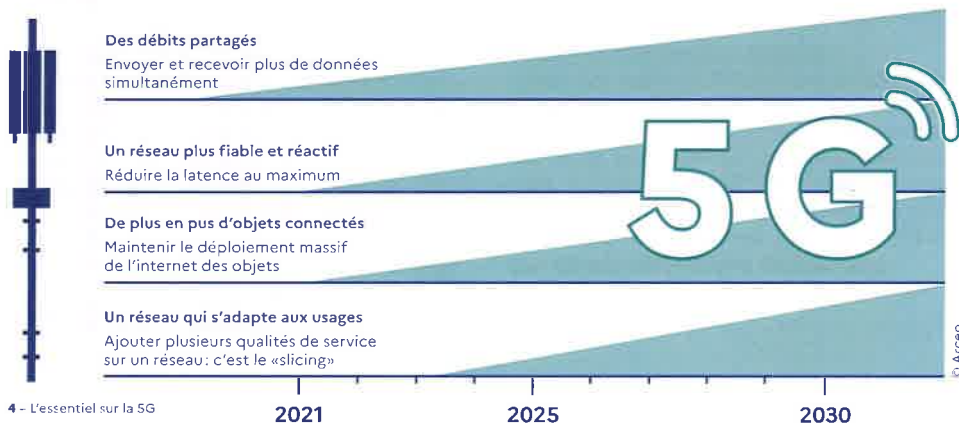 Des débits partagés
Envoyer et recevoir plus de données
simultanément
Un réseau plus fiable et réactif
Réduire la latence au maximum
De plus en pus d'objets connectés
Maintenir le déploiement massif
de l'internet des objets
Un réseau qui s'adapte aux usages
Ajouter plusieurs qualités de service
sur un réseau: c'est le «slicing»
5G
© Arcep
2021
2025
2030
4 - L'essentiel sur la 5G